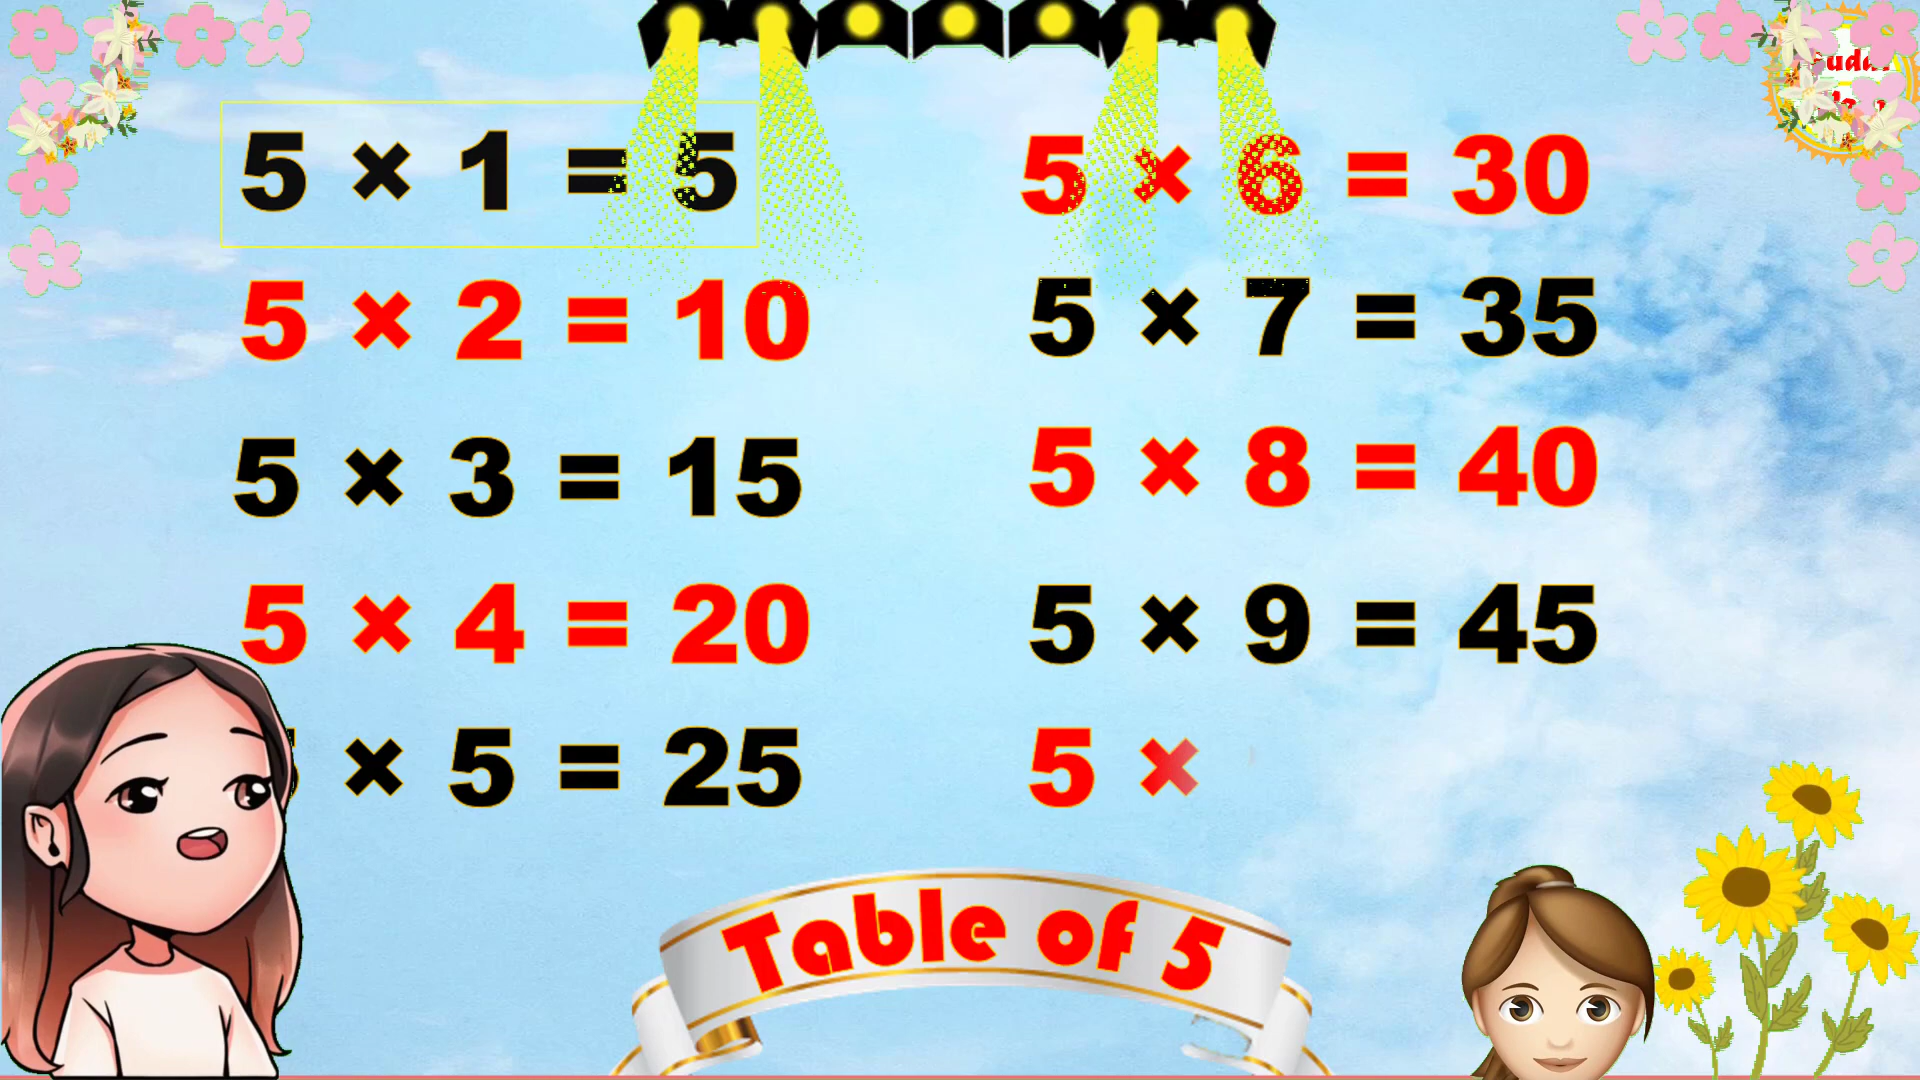 5 × 1 = 5
5 × 2 = 10
5 × 3 = 15
5 × 4 = 20
× 5 = 25
5 × 6 = 30
5 × 7 = 35
5 × 8 = 40
5 × 9 = 45
5 ×
Table of 5